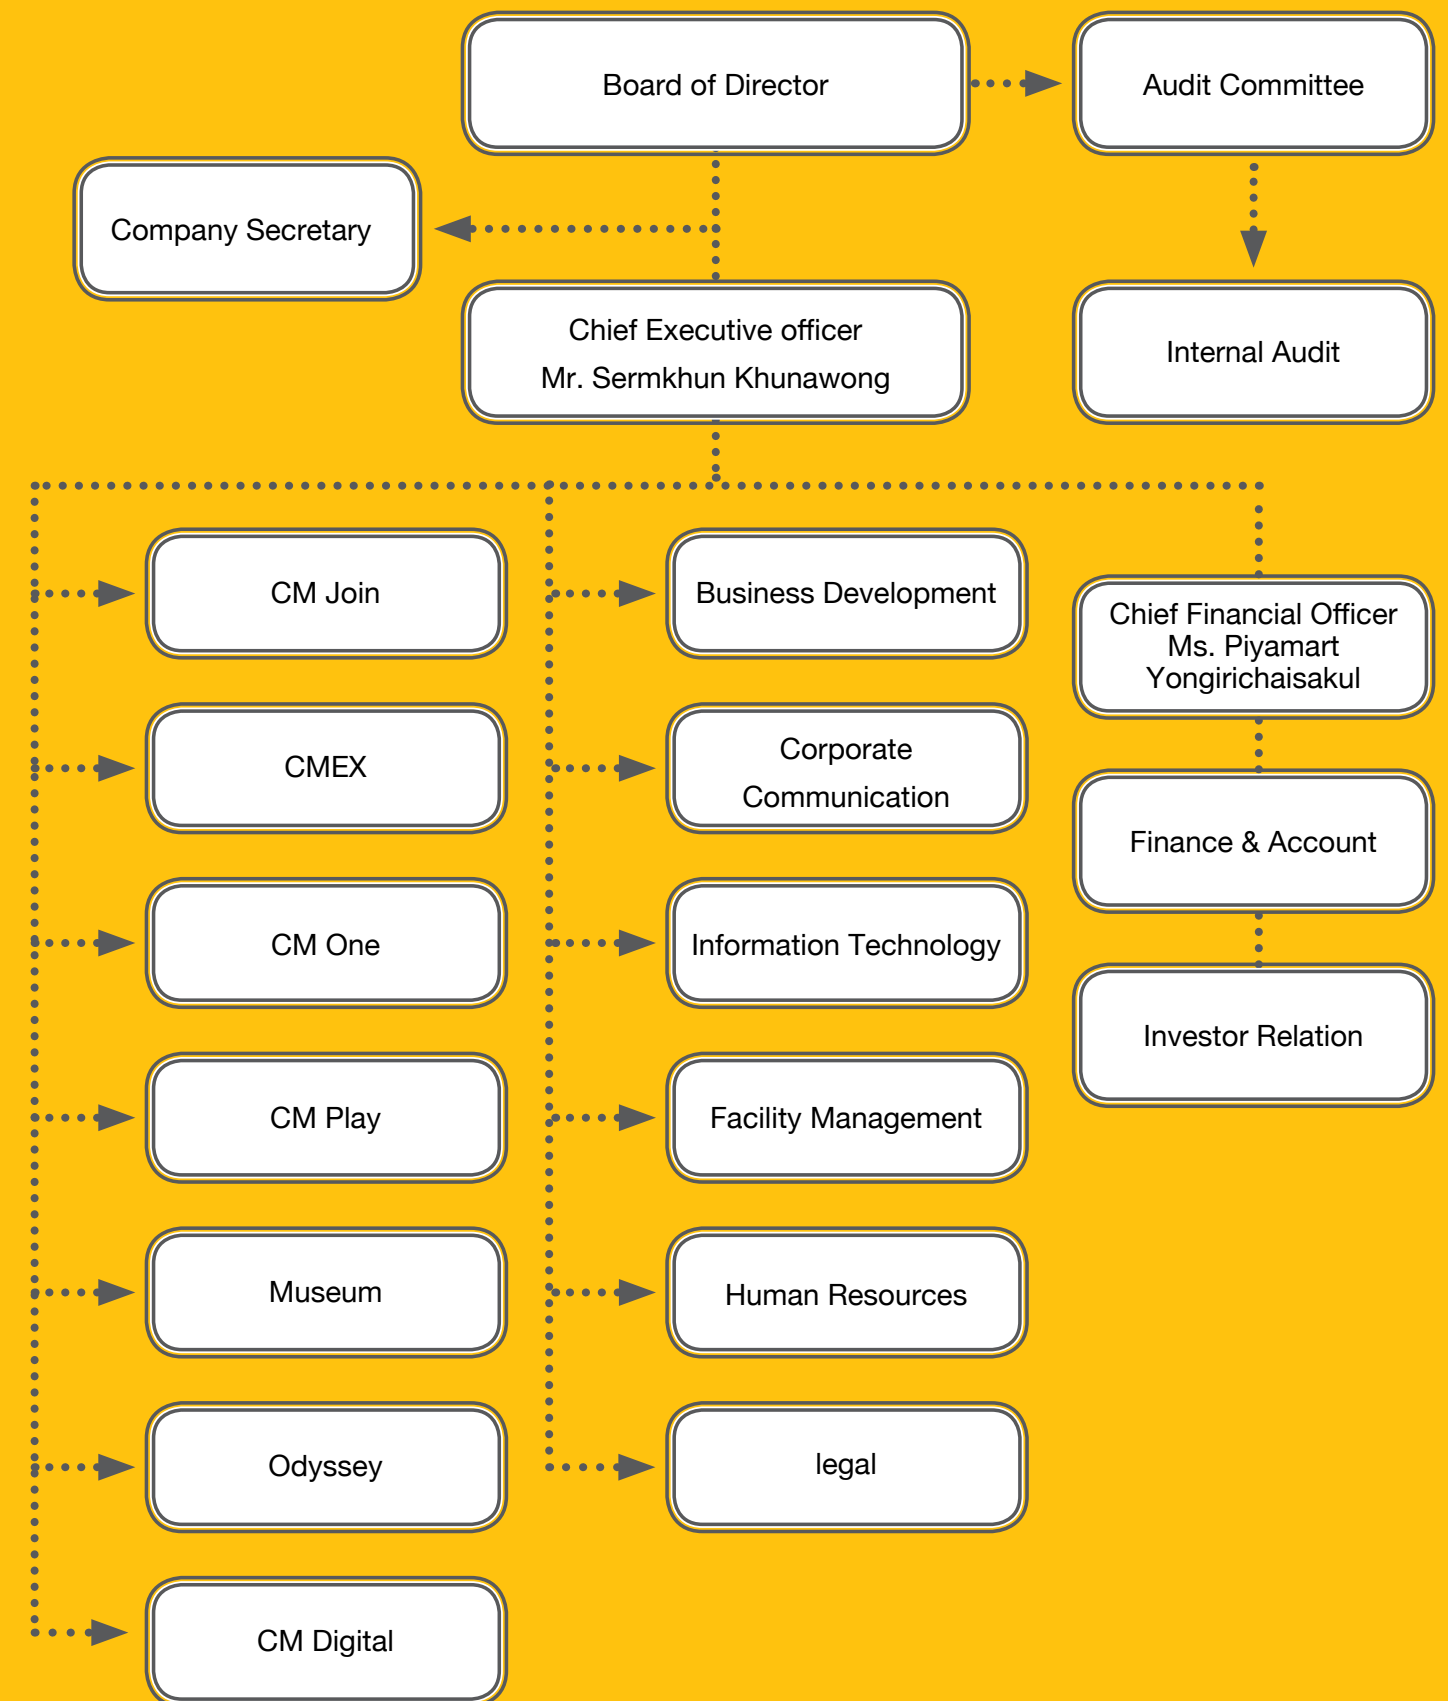 Board of Director
Audit Committee
Company Secretary
Chief Executive officer
Mr. Sermkhun Khunawong
Internal Audit
CM Join
CMEX
CM One
CM Play
Museum
Odyssey
CM Digital
Business Development
Corporate
Communication
Information Technology
Facility Management
Human Resources
legal
Chief Financial Officer
Ms. Piyamart
Yongirichaisakul
Finance & Account
Investor Relation